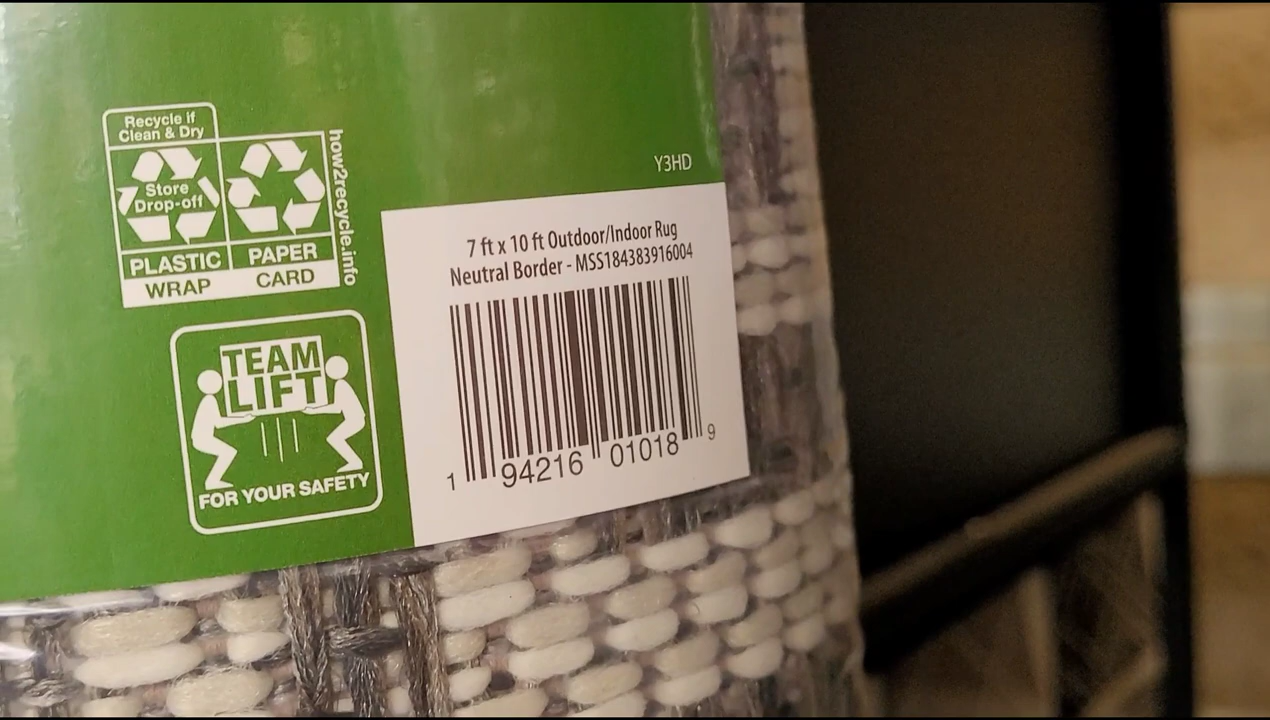 Recycle if
Clean & Dry
Store
Drop-off
PLASTIC
WRAP
PAPER
CARD
how2recycle.info
Y3HD
7 ft x 10 ft Outdoor/Indoor Rug
Neutral Border - MSS184383916004
1 94216 01018 9
TEAM
LIFT
FOR YOUR SAFETY